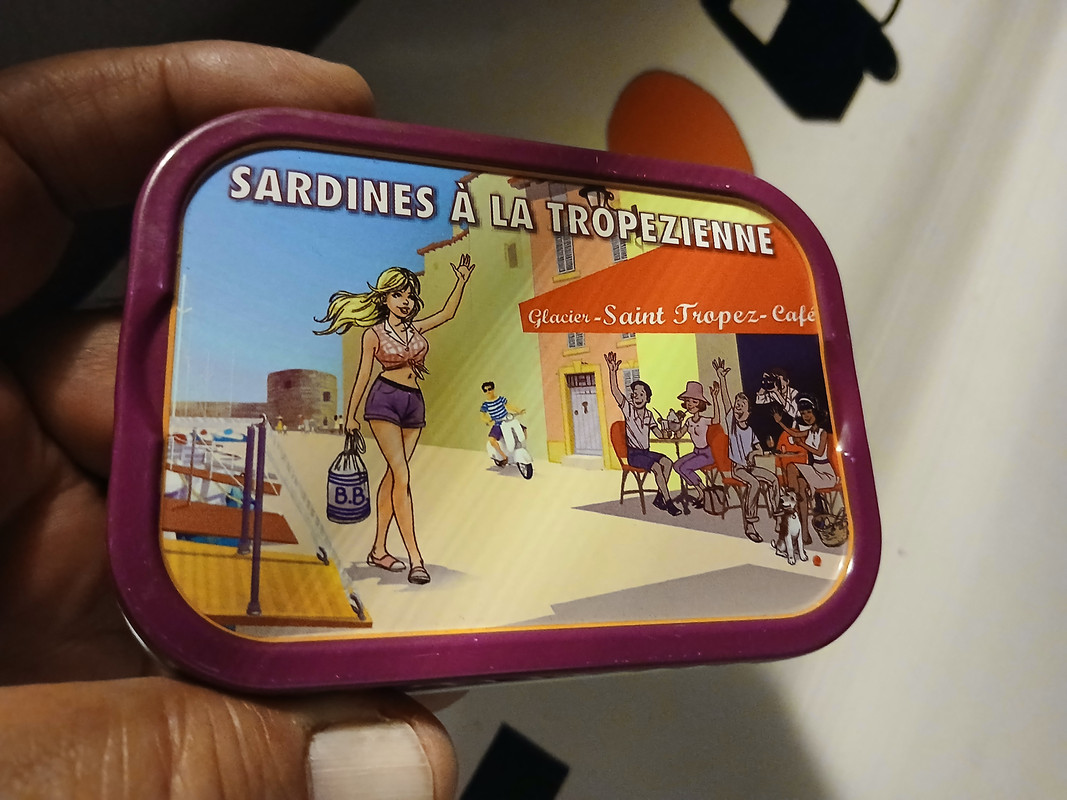 SARDINES À LA TROPEZIENNE
Glacier - Saint Tropez - Café
B.B